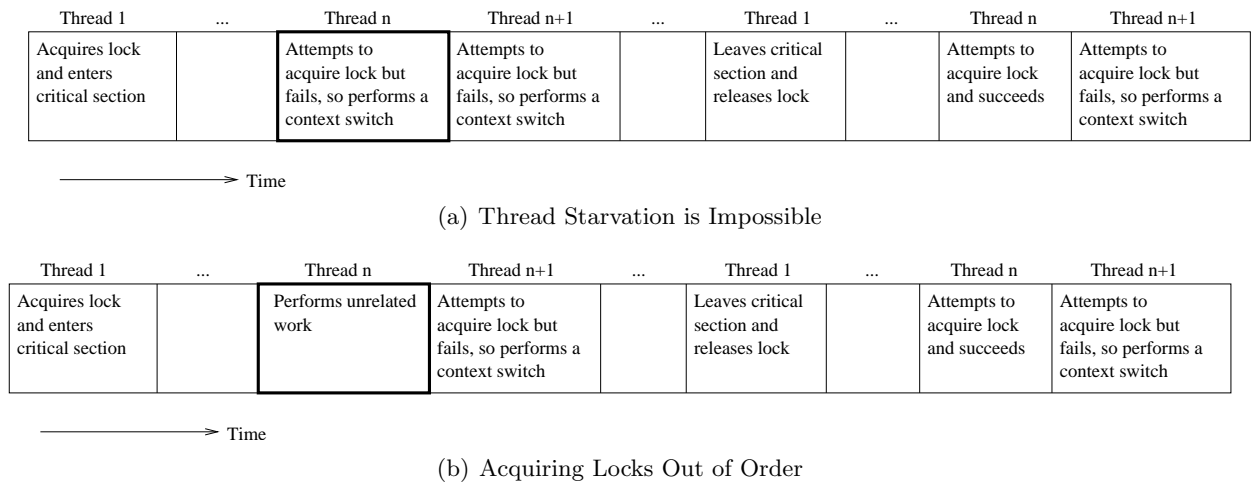 Thread 1 ... Thread n Thread n+1 ... Thread 1 ... Thread n Thread n+1
Acquires lock
and enters
critical section
Attempts to
acquire lock but
fails, so performs a
context switch
Attempts to
acquire lock but
fails, so performs a
context switch
Leaves critical
section and
releases lock
Attempts to
acquire lock
and succeeds
Attempts to
acquire lock but
fails, so performs a
context switch
Time
(a) Thread Starvation is Impossible
Thread 1 ... Thread n Thread n+1 ... Thread 1 ... Thread n Thread n+1
Acquires lock
and enters
critical section
Performs unrelated
work
Attempts to
acquire lock but
fails, so performs a
context switch
Leaves critical
section and
releases lock
Attempts to
acquire lock
and succeeds
Attempts to
acquire lock but
fails, so performs a
context switch
Time
(b) Acquiring Locks Out of Order